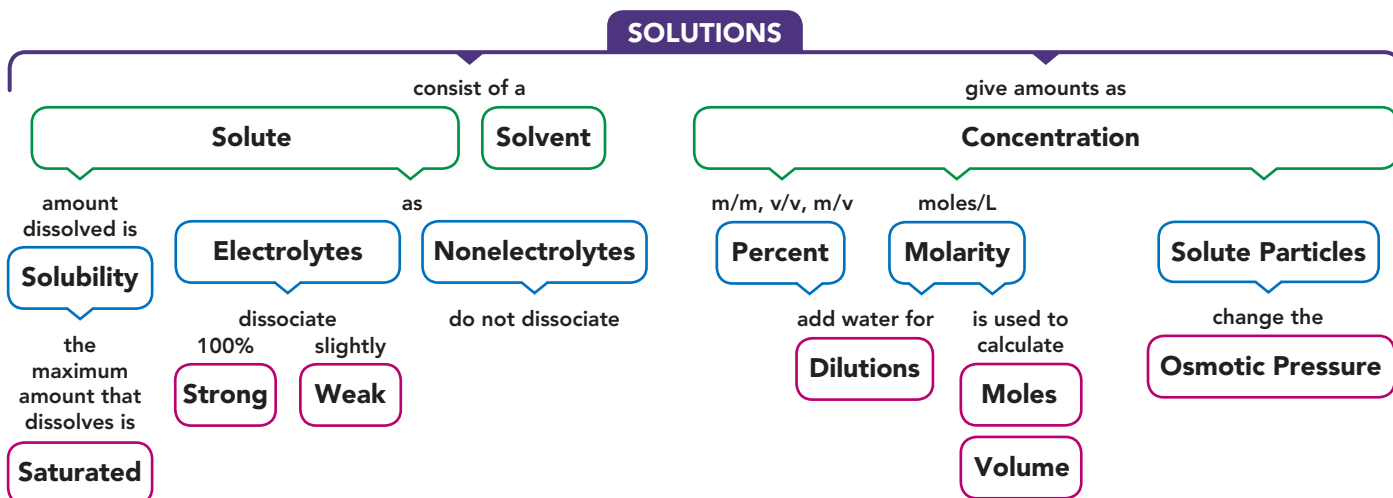 SOLUTIONS
consist of a
give amounts as
Solute
Solvent
Concentration
amount
dissolved is
as
m/m, v/v, m/v
moles/L
Solubility
Electrolytes
Nonelectrolytes
Percent
Molarity
Solute Particles
the
maximum
amount that
dissolves is
dissociate
do not dissociate
100%
slightly
add water for
is used to
calculate
change the
Saturated
Strong
Weak
Dilutions
Moles
Volume
Osmotic Pressure